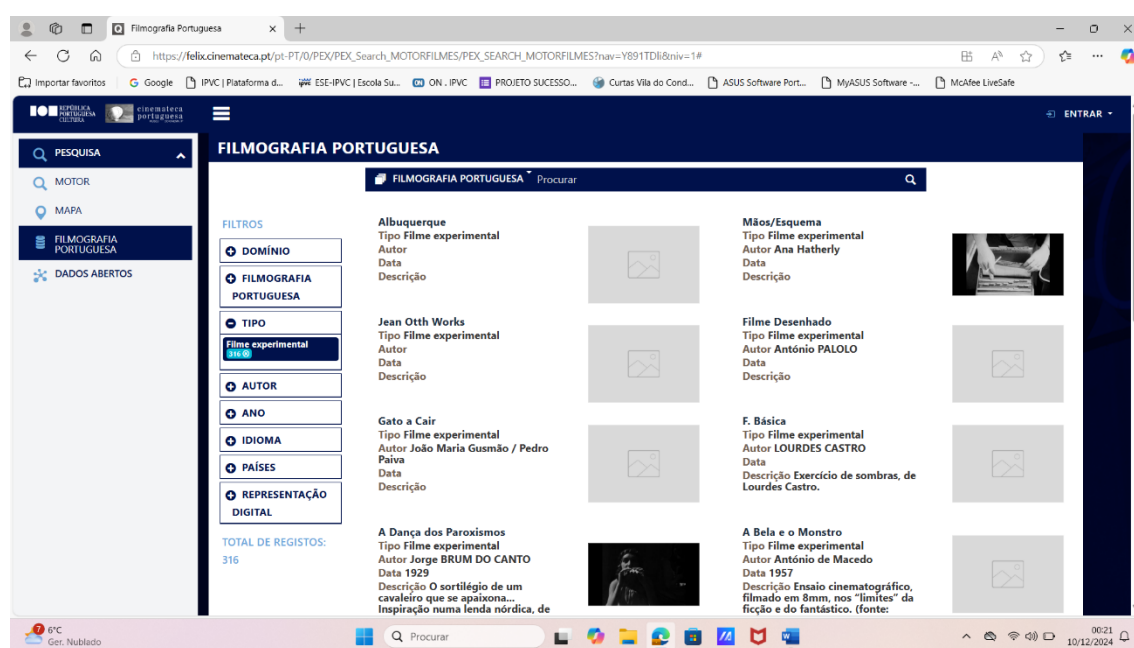 Filmografia Portuguesa
https://felix.cinemateca.pt/pt-PT/0/PEX/PEX_Search_MOTORFILMES/PEX_SEARCH_MOTORFILMES?nav=Y891TDli&tniv=1#
Importar favoritos
Google
IPVC | Plataforma d...
ESE-IPVC | Escola Su...
ON . IPVC
PROJETO SUCESSO...
Curtas Vila do Cond...
ASUS Software Port...
MyASUS Software -...
McAfee LiveSafe
REPÚBLICA
PORTUGUESA
CULTURA
cinemateca
portuguesa
ENTRAR
PESQUISA
MOTOR
MAPA
FILMOGRAFIA
PORTUGUESA
DADOS ABERTOS
FILMOGRAFIA PORTUGUESA
FILMOGRAFIA PORTUGUESA Procurar
FILTROS
DOMÍNIO
FILMOGRAFIA
PORTUGUESA
TIPO
Filme experimental
316
AUTOR
ANO
IDIOMA
PAÍSES
REPRESENTAÇÃO
DIGITAL
TOTAL DE REGISTOS:
316
Albuquerque
Tipo Filme experimental
Autor
Data
Descrição
Mãos/Esquema
Tipo Filme experimental
Autor Ana Hatherly
Data
Descrição
Jean Otth Works
Tipo Filme experimental
Autor
Data
Descrição
Filme Desenhado
Tipo Filme experimental
Autor António PALOLO
Data
Descrição
Gato a Cair
Tipo Filme experimental
Autor João Maria Gusmão / Pedro
Paiva
Data
Descrição
F. Básica
Tipo Filme experimental
Autor LOURDES CASTRO
Data
Descrição Exercício de sombras, de
Lourdes Castro.
A Dança dos Paroxismos
Tipo Filme experimental
Autor Jorge BRUM DO CANTO
Data 1929
Descrição O sortilégio de um
cavaleiro que se apaixona...
Inspiração numa lenda nórdica, de
A Bela e o Monstro
Tipo Filme experimental
Autor António de Macedo
Data 1957
Descrição Ensaio cinematográfico,
filmado em 8mm, nos "limites" da
ficção e do fantástico. (fonte:
7
6°C
Ger. Nublado
Procurar
00:21
10/12/2024